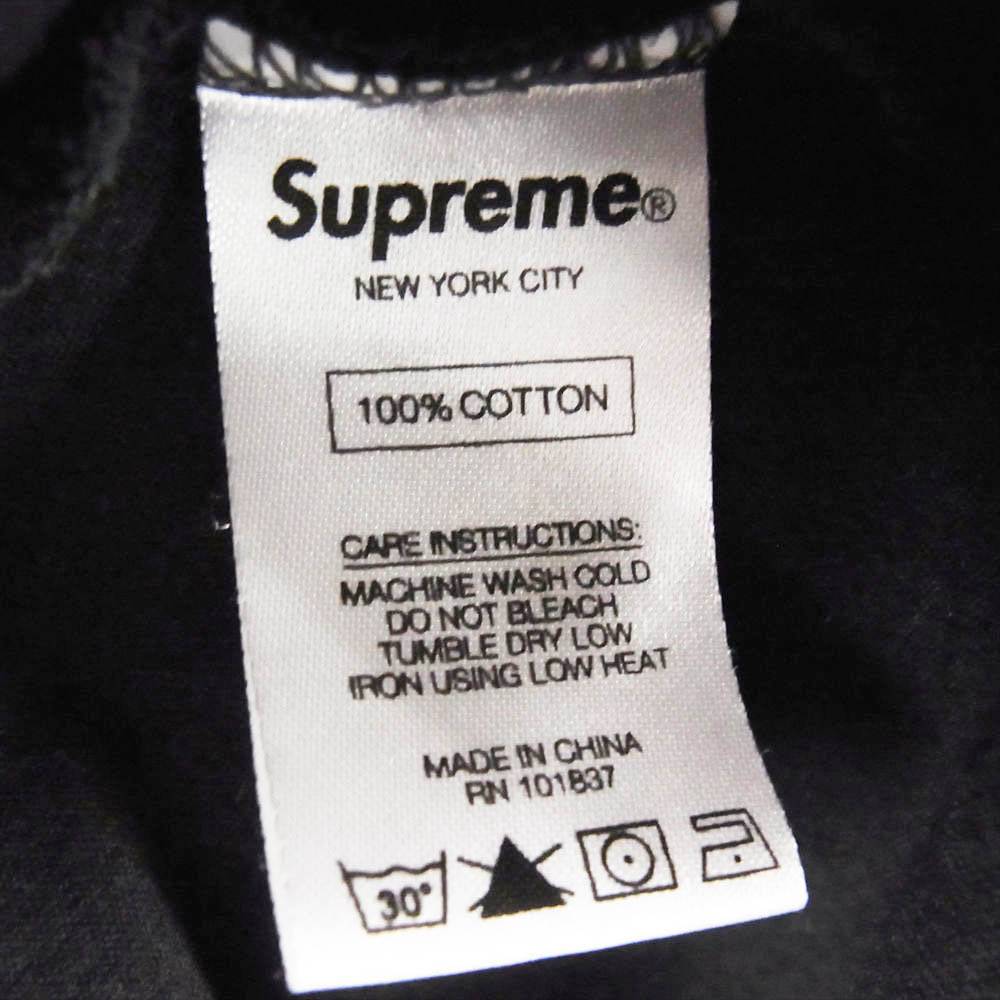 Supreme®
NEW YORK CITY
100% COTTON
CARE INSTRUCTIONS:
MACHINE WASH COLD
DO NOT BLEACH
TUMBLE DRY LOW
IRON USING LOW HEAT
MADE IN CHINA
RN 101837
30°